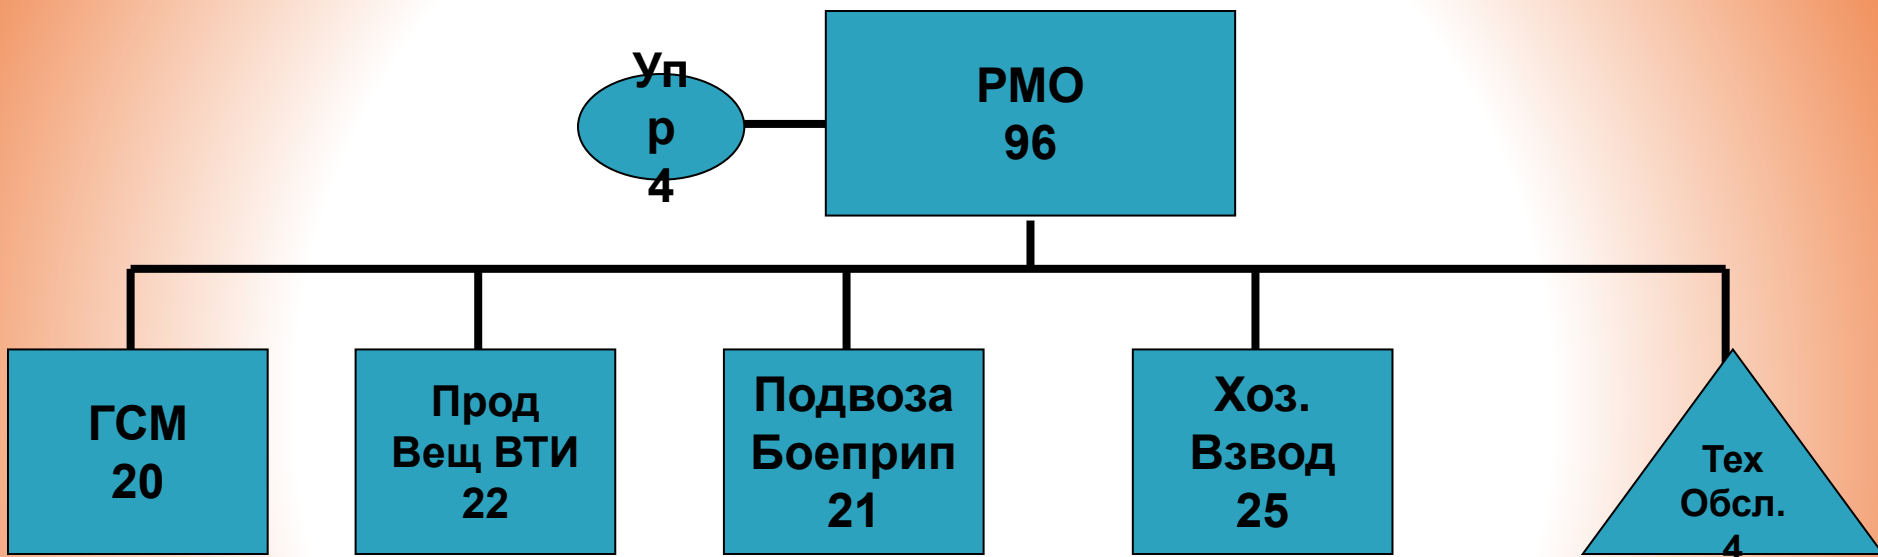 Уп
р
4
РМО
96
ГСМ
20
Прод
Вещ ВТИ
22
Подвоза
Боеприп
21
Хоз.
Взвод
25
Тех
Обсл.
4